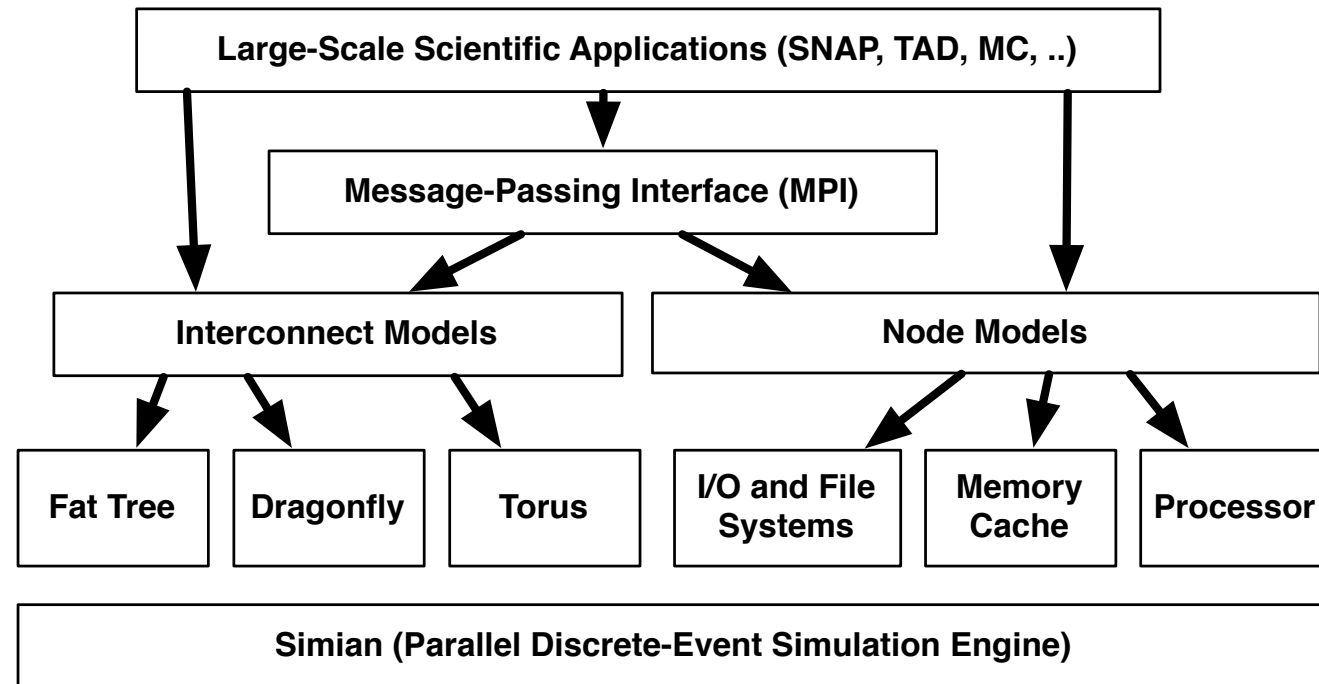 Large-Scale Scientific Applications (SNAP, TAD, MC, ..)
Message-Passing Interface (MPI)
Interconnect Models
Node Models
Fat Tree
Dragonfly
Torus
I/O and File
Systems
Memory
Cache
Processor
Simian (Parallel Discrete-Event Simulation Engine)